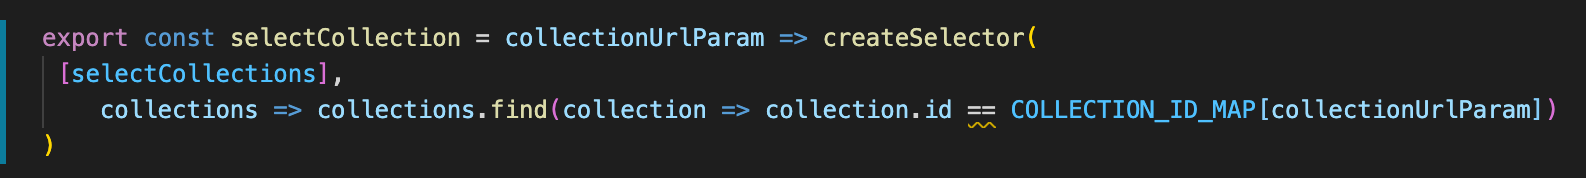 export const selectCollection = collectionUrlParam => createSelector(
[selectCollections],
collections => collections.find(collection => collection.id == COLLECTION_ID_MAP[collectionUrlParam])
)